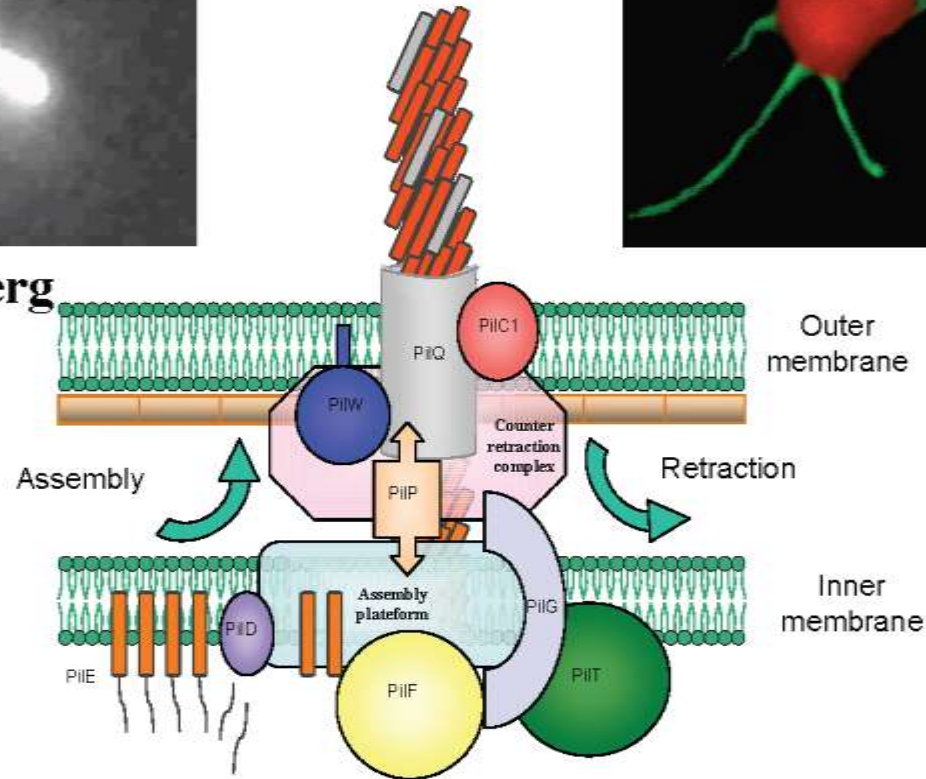 erg
PilC1
PilQ
Outer
membrane
PilW
Counter
retraction
complex
Assembly
Retraction
PilP
Assembly
plateform
Inner
membrane
PilG
PilD
PilE
PilF
PilT